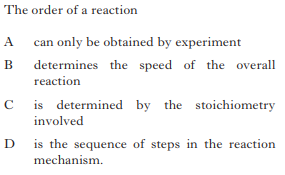 The order of a reaction
A can only be obtained by experiment
B determines the speed of the overall
reaction
C is determined by the stoichiometry
involved
D is the sequence of steps in the reaction
mechanism.